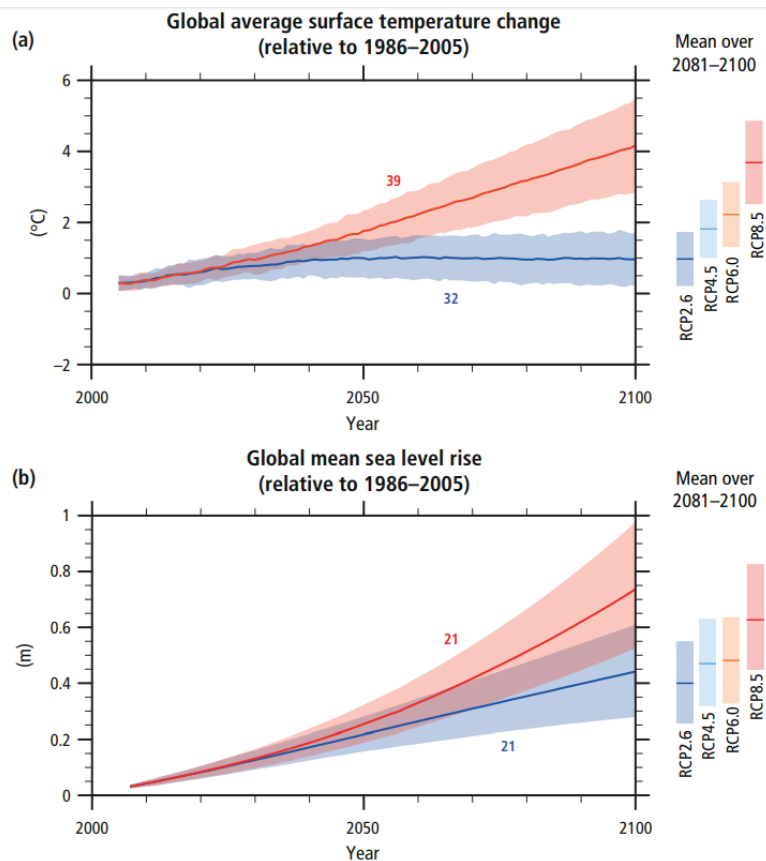 Global average surface temperature change
(relative to 1986–2005)
(a)
Mean over
2081–2100
6
4
2
0
−2
(°C)
39
32
2000
2050
2100
Year
RCP2.6
RCP4.5
RCP6.0
RCP8.5
Global mean sea level rise
(relative to 1986–2005)
(b)
Mean over
2081–2100
1
0.8
0.6
0.4
0.2
0
(m)
21
21
2000
2050
2100
Year
RCP2.6
RCP4.5
RCP6.0
RCP8.5